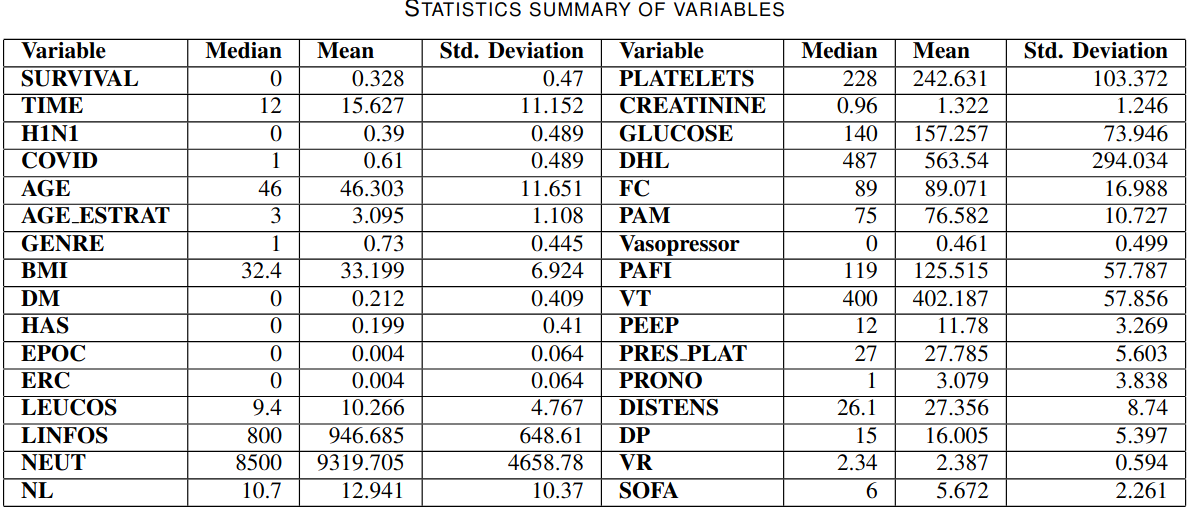 STATISTICS SUMMARY OF VARIABLES
Variable Median Mean Std. Deviation Variable Median Mean Std. Deviation
SURVIVAL 0 0.328 0.47 PLATELETS 228 242.631 103.372
TIME 12 15.627 11.152 CREATININE 0.96 1.322 1.246
H1N1 0 0.39 0.489 GLUCOSE 140 157.257 73.946
COVID 1 0.61 0.489 DHL 487 563.54 294.034
AGE 46 46.303 11.651 FC 89 89.071 16.988
AGE_ESTRAT 3 3.095 1.108 PAM 75 76.582 10.727
GENRE 1 0.73 0.445 Vasopressor 0 0.461 0.499
BMI 32.4 33.199 6.924 PAFI 119 125.515 57.787
DM 0 0.212 0.409 VT 400 402.187 57.856
HAS 0 0.199 0.41 PEEP 12 11.78 3.269
EPOC 0 0.004 0.064 PRES_PLAT 27 27.785 5.603
ERC 0 0.004 0.064 PRONO 1 3.079 3.838
LEUCOS 9.4 10.266 4.767 DISTENS 26.1 27.356 8.74
LINFOS 800 946.685 648.61 DP 15 16.005 5.397
NEUT 8500 9319.705 4658.78 VR 2.34 2.387 0.594
NL 10.7 12.941 10.37 SOFA 6 5.672 2.261